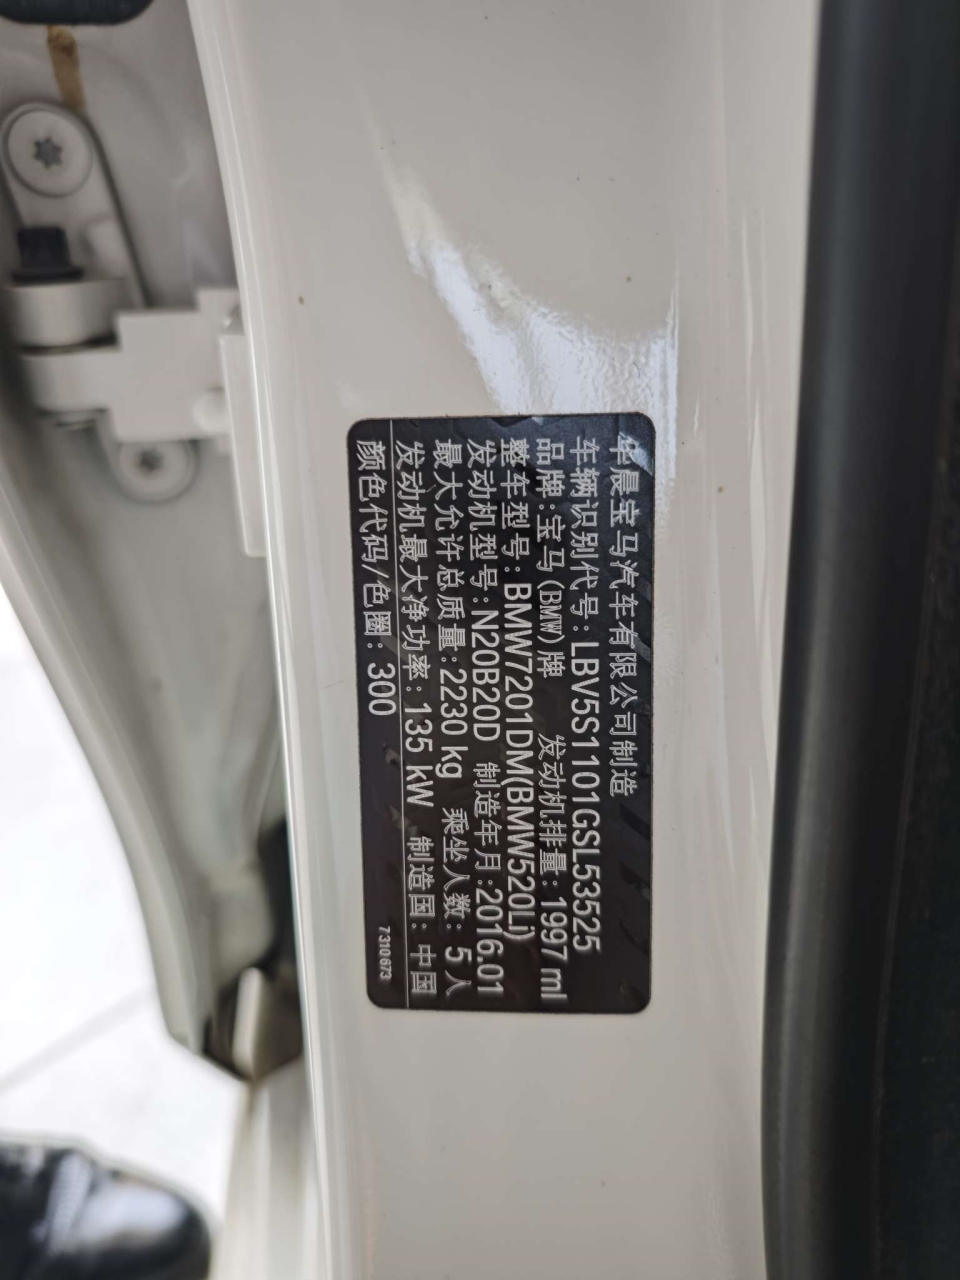 华晨宝马汽车有限公司制造
车辆识别代号：LBV5S1101GSL53525
品牌：宝马(BMW)牌 发动机排量：1997 ml
整车型号：BMW7201DM(BMW520Li)
发动机型号：N20B20D 制造年月：2016.01
最大允许总质量：2230 kg 乘坐人数：5 人
发动机最大净功率：135 kW 制造国：中国
颜色代码/色圈：300
7310673